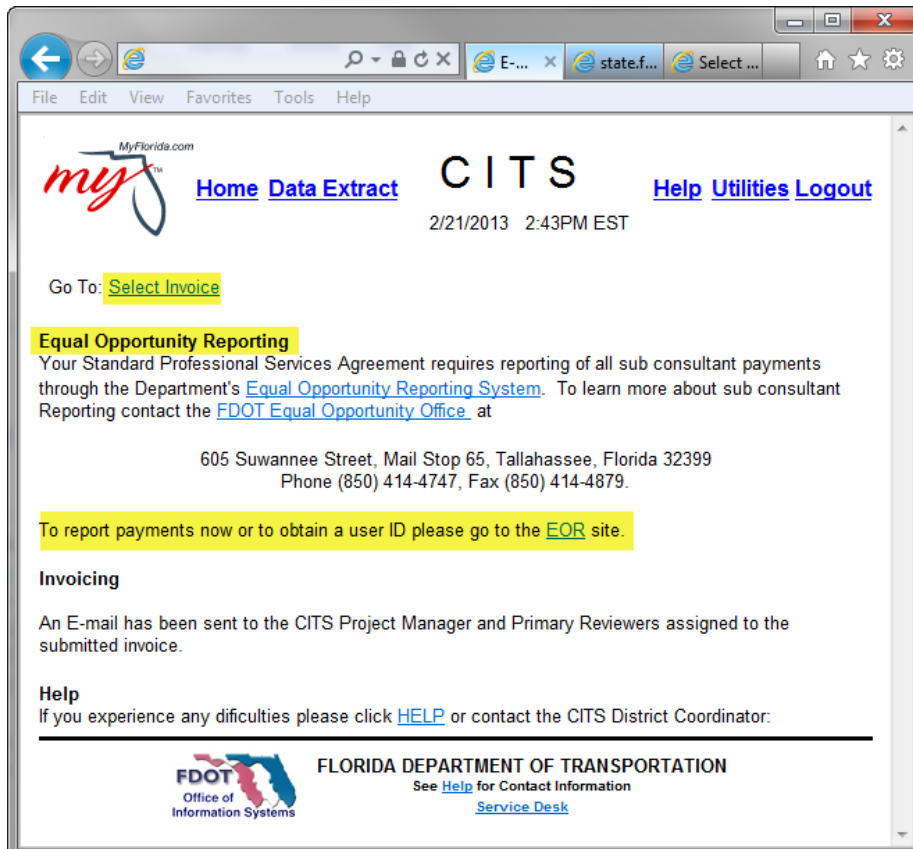 E-...
state.f...
Select ...
File Edit View Favorites Tools Help
MyFlorida.com
my
TM
Home Data Extract
CITS
Help Utilities Logout
2/21/2013 2:43PM EST
Go To: Select Invoice
Equal Opportunity Reporting
Your Standard Professional Services Agreement requires reporting of all sub consultant payments
through the Department's Equal Opportunity Reporting System. To learn more about sub consultant
Reporting contact the FDOT Equal Opportunity Office at
605 Suwannee Street, Mail Stop 65, Tallahassee, Florida 32399
Phone (850) 414-4747, Fax (850) 414-4879.
To report payments now or to obtain a user ID please go to the EOR site.
Invoicing
An E-mail has been sent to the CITS Project Manager and Primary Reviewers assigned to the
submitted invoice.
Help
If you experience any dificulties please click HELP or contact the CITS District Coordinator:
FDOT
Office of
Information Systems
FLORIDA DEPARTMENT OF TRANSPORTATION
See Help for Contact Information
Service Desk